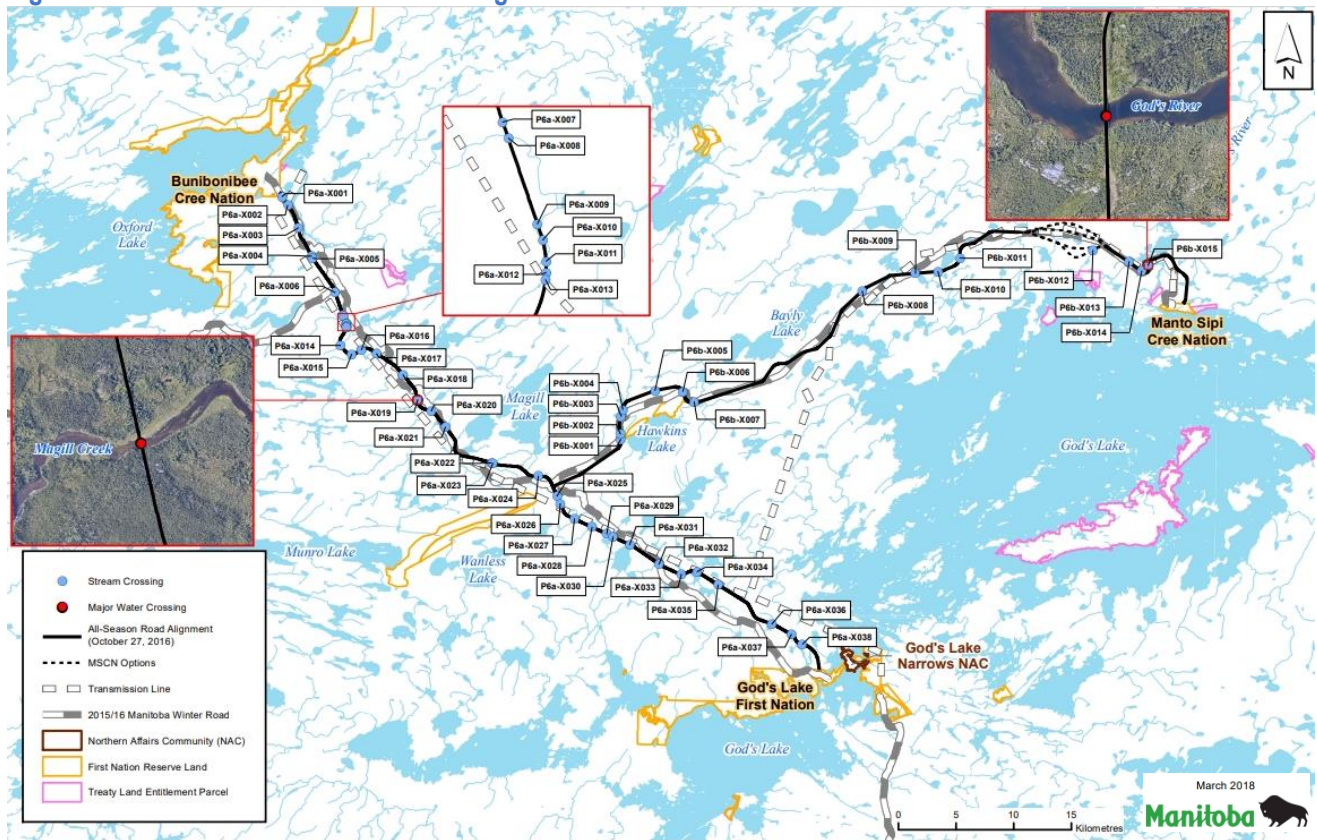 N
God's River
s River
P6a-X007
P6a-X008
P6a-X009
P6a-X010
P6a-X011
P6a-X012
P6a-X013
Bunibonibee
Cree Nation
Oxford
Lake
P6a-X001
P6a-X002
P6a-X003
P6a-X004
P6a-X005
P6a-X006
P6a-X014
P6a-X015
P6a-X016
P6a-X017
P6a-X018
P6a-X019
P6a-X020
P6a-X021
P6a-X022
P6a-X023
P6a-X024
P6a-X025
P6a-X026
P6a-X027
P6a-X028
P6a-X029
P6a-X030
P6a-X031
P6a-X032
P6a-X033
P6a-X034
P6a-X035
P6a-X036
P6a-X037
P6a-X038
Magill
Lake
P6b-X001
P6b-X002
P6b-X003
P6b-X004
P6b-X005
P6b-X006
P6b-X007
Hawkins
Lake
Bayly
Lake
P6b-X008
P6b-X009
P6b-X010
P6b-X011
P6b-X012
P6b-X013
P6b-X014
P6b-X015
Manto Sipi
Cree Nation
God's Lake
Magill Creek
Munro Lake
Wanless
Lake
God's Lake
Narrows NAC
God's Lake
First Nation
God's Lake
Stream Crossing
Major Water Crossing
All-Season Road Alignment
(October 27, 2016)
MSCN Options
Transmission Line
2015/16 Manitoba Winter Road
Northern Affairs Community (NAC)
First Nation Reserve Land
Treaty Land Entitlement Parcel
0 5 10 15
Kilometres
March 2018
Manitoba